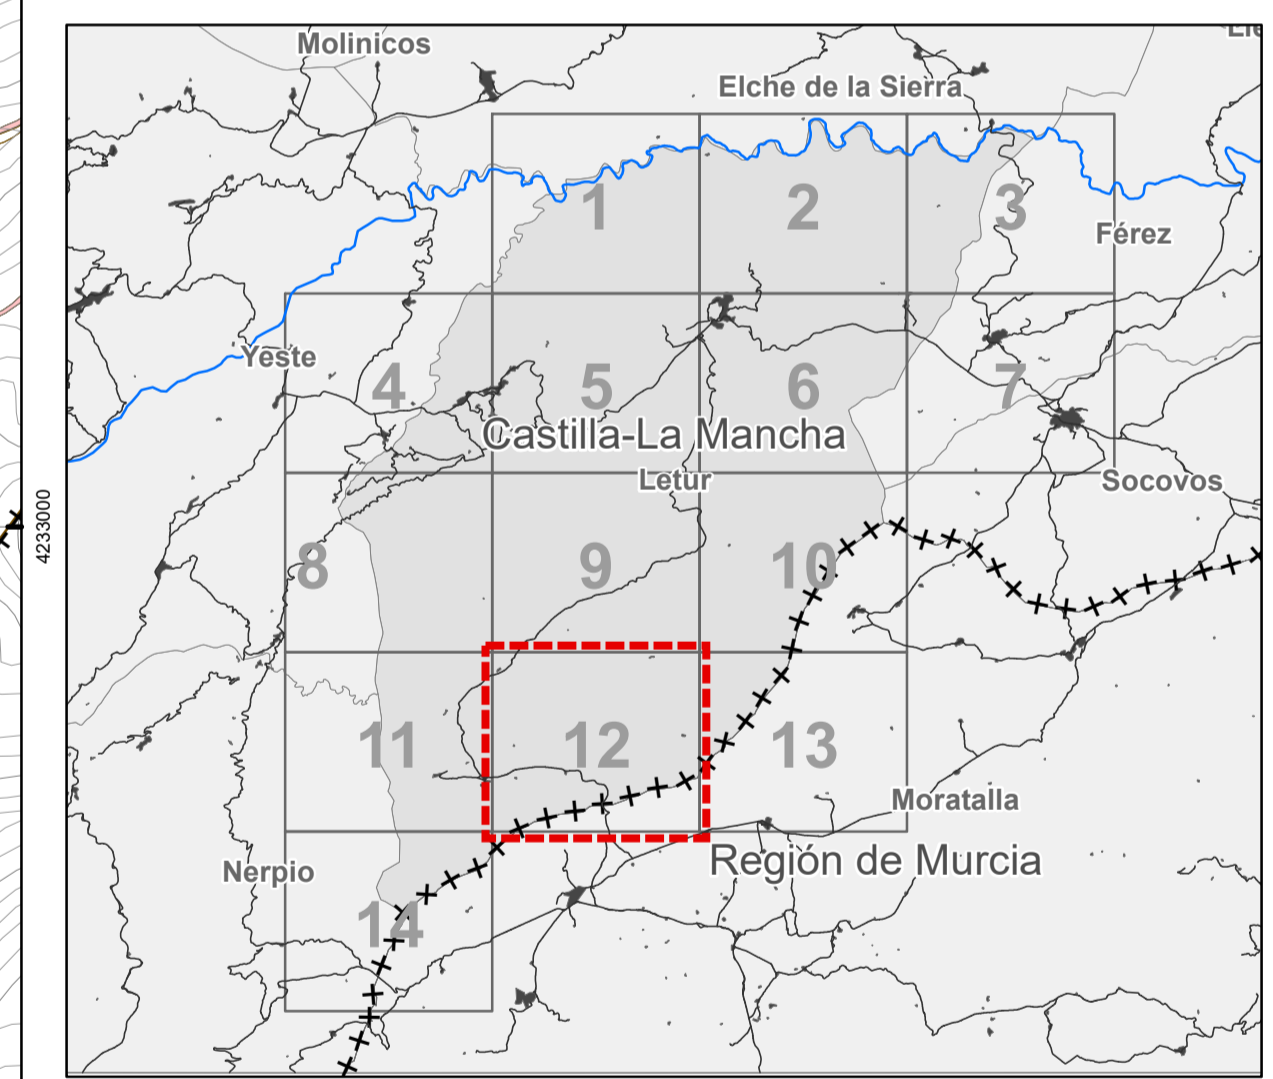 Molinicos
Elche de la Sierra
1
2
3
Férez
Yeste
4
5
6
7
Castilla-La Mancha
Letur
Socovos
4233000
8
9
10
11
12
13
Moratalla
Región de Murcia
Nerpio
14